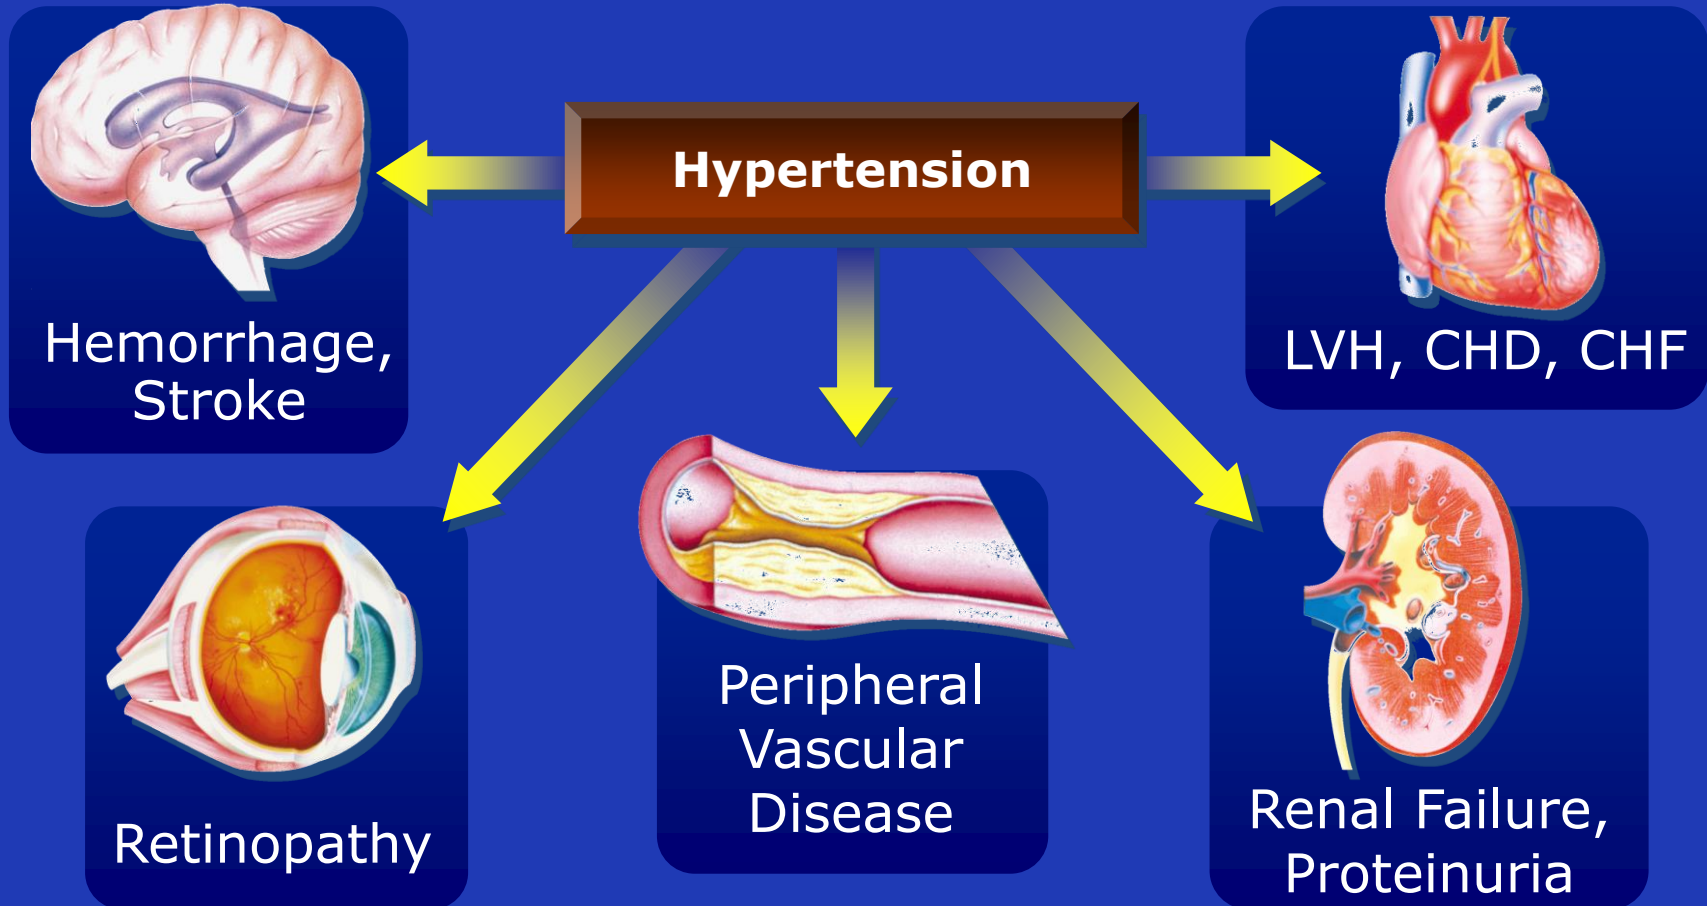 Hypertension
Hemorrhage,
Stroke
LVH, CHD, CHF
Retinopathy
Peripheral
Vascular
Disease
Renal Failure,
Proteinuria